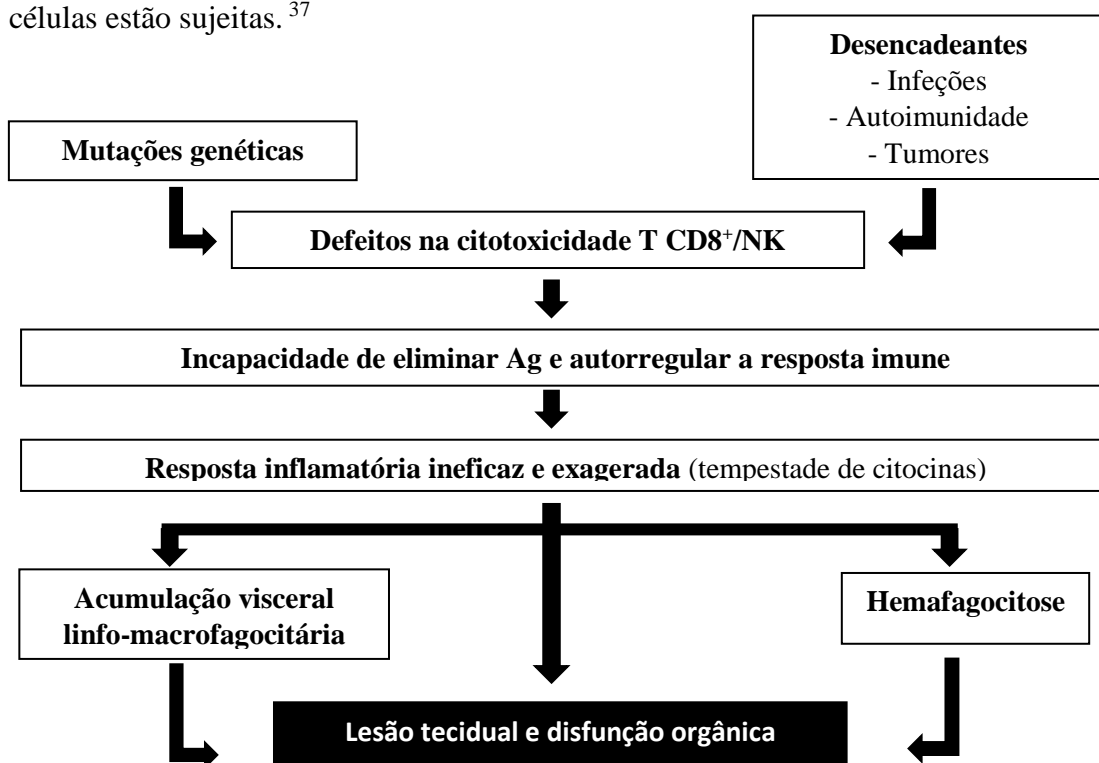 células estão sujeitas. 37
Desencadeantes
- Infeções
- Autoimunidade
- Tumores
Mutações genéticas
Defeitos na citotoxicidade T CD8+/NK
Incapacidade de eliminar Ag e autorregular a resposta imune
Resposta inflamatória ineficaz e exagerada (tempestade de citocinas)
Acumulação visceral
linfo-macrofagocitária
Hemafagocitose
Lesão tecidual e disfunção orgânica